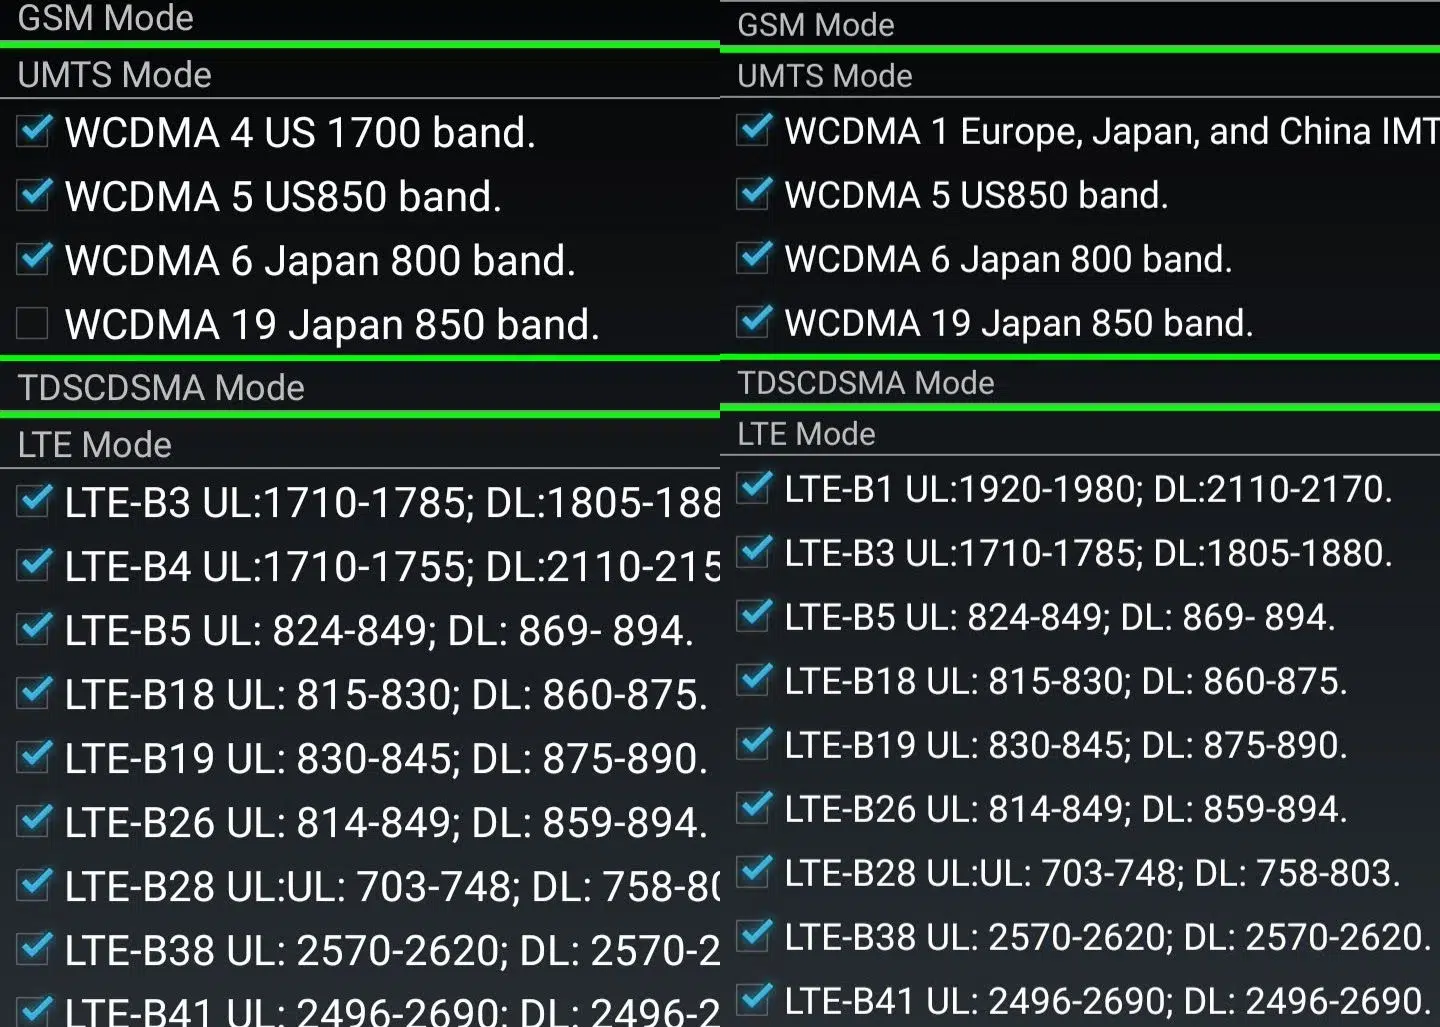 GSM Mode
UMTS Mode
WCDMA 4 US 1700 band.
WCDMA 5 US850 band.
WCDMA 6 Japan 800 band.
WCDMA 19 Japan 850 band.
TDSCDSMA Mode
LTE Mode
LTE-B3 UL:1710-1785; DL:1805-188
LTE-B4 UL:1710-1755; DL:2110-215
LTE-B5 UL: 824-849; DL: 869- 894.
LTE-B18 UL: 815-830; DL: 860-875.
LTE-B19 UL: 830-845; DL: 875-890.
LTE-B26 UL: 814-849; DL: 859-894.
LTE-B28 UL:UL: 703-748; DL: 758-80
LTE-B38 UL: 2570-2620; DL: 2570-2
LTE-B41 UL: 2496-2690; DL: 2496-2
GSM Mode
UMTS Mode
WCDMA 1 Europe, Japan, and China IMT
WCDMA 5 US850 band.
WCDMA 6 Japan 800 band.
WCDMA 19 Japan 850 band.
TDSCDSMA Mode
LTE Mode
LTE-B1 UL:1920-1980; DL:2110-2170.
LTE-B3 UL:1710-1785; DL:1805-1880.
LTE-B5 UL: 824-849; DL: 869- 894.
LTE-B18 UL: 815-830; DL: 860-875.
LTE-B19 UL: 830-845; DL: 875-890.
LTE-B26 UL: 814-849; DL: 859-894.
LTE-B28 UL:UL: 703-748; DL: 758-803.
LTE-B38 UL: 2570-2620; DL: 2570-2620.
LTE-B41 UL: 2496-2690; DL: 2496-2690.